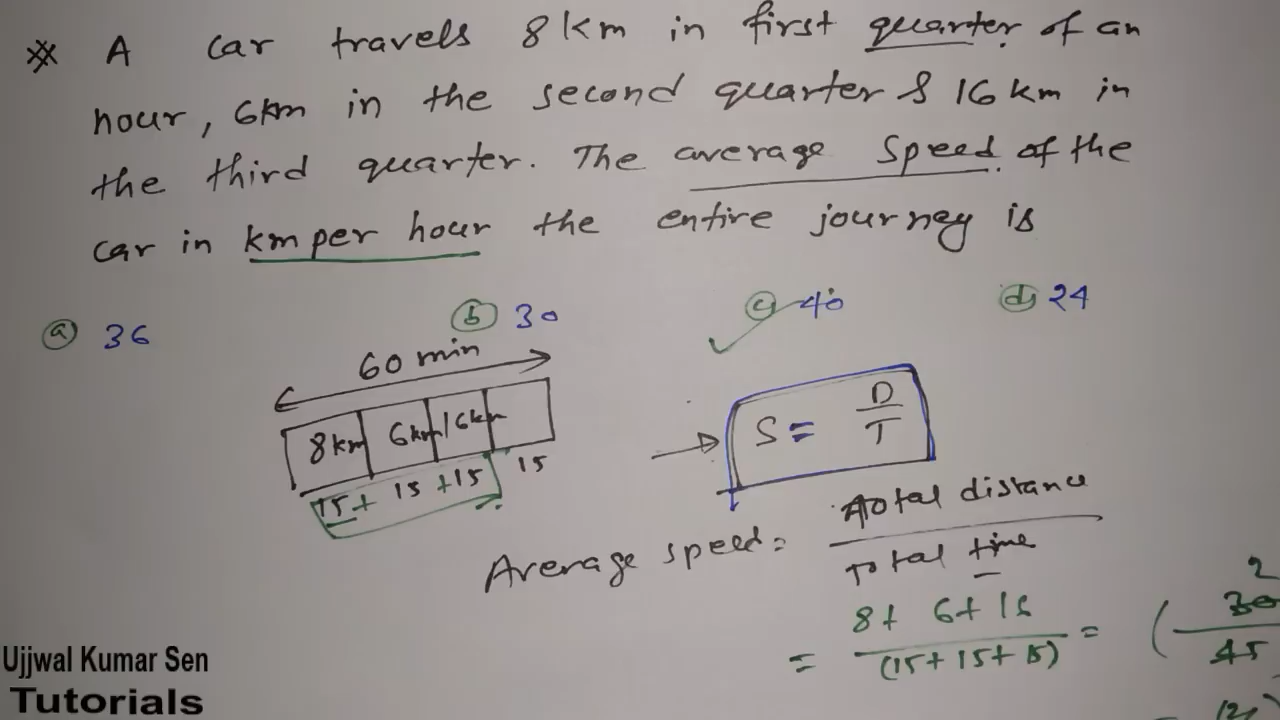 A car travels 8 km in first quarter of an
hour, 6km in the second quarter & 16 km in
the third quarter. The average speed of the
car in km per hour the entire journey is
(a) 36 (b) 30 (c) 40 (d) 24
60 min
8km 6km 16km
15+ 15 +15 15
S = D/T
Average speed = Total distance
Total time
= 8+ 6+ 16 =
(15+15+15)
2
30
45
Ujjwal Kumar Sen
Tutorials